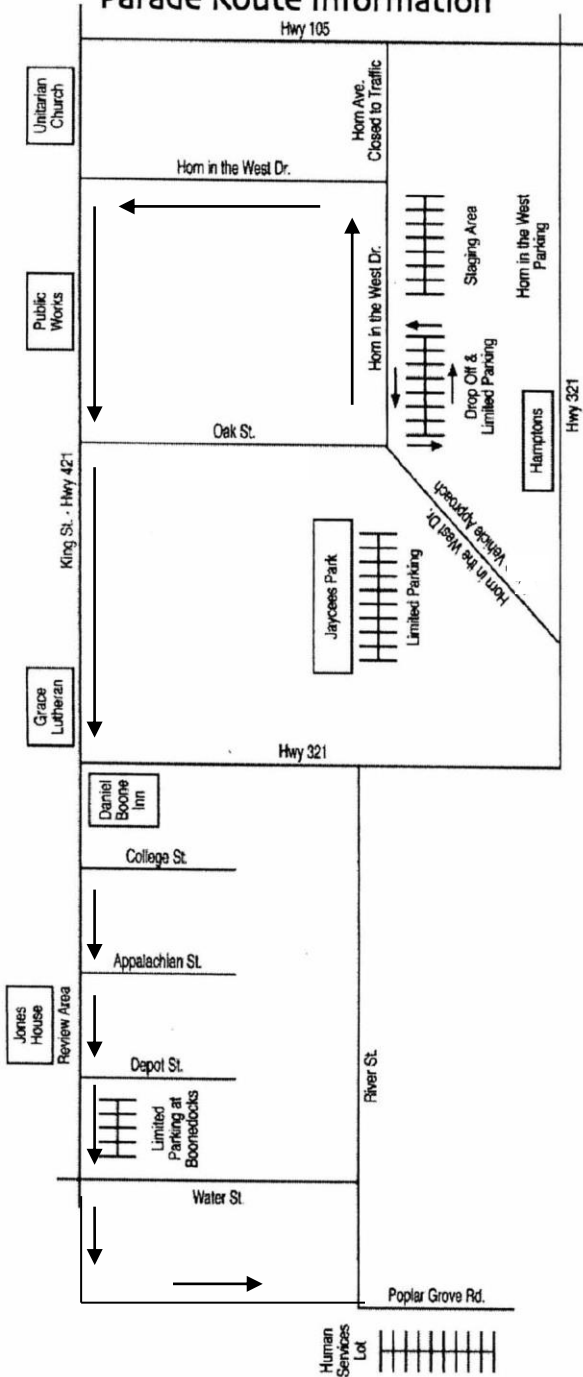 Parade Route Information
Hwy 105
Unitarian
Church
Horn Ave.
Closed to Traffic
Horn in the West Dr.
Staging Area
Horn in the West
Parking
Public
Works
Horn in the West Dr.
Drop Off &
Limited Parking
Hwy 321
Hamptons
Oak St.
King St. - Hwy 421
Horn in the West Dr.
Vehicle Approach
Jaycees Park
Limited Parking
Grace
Lutheran
Hwy 321
Daniel
Boone
Inn
College St.
Appalachian St.
Jones
House
Review Area
Depot St.
River St.
Limited
Parking at
Boonedocks
Water St.
Poplar Grove Rd.
Human
Services
Lot